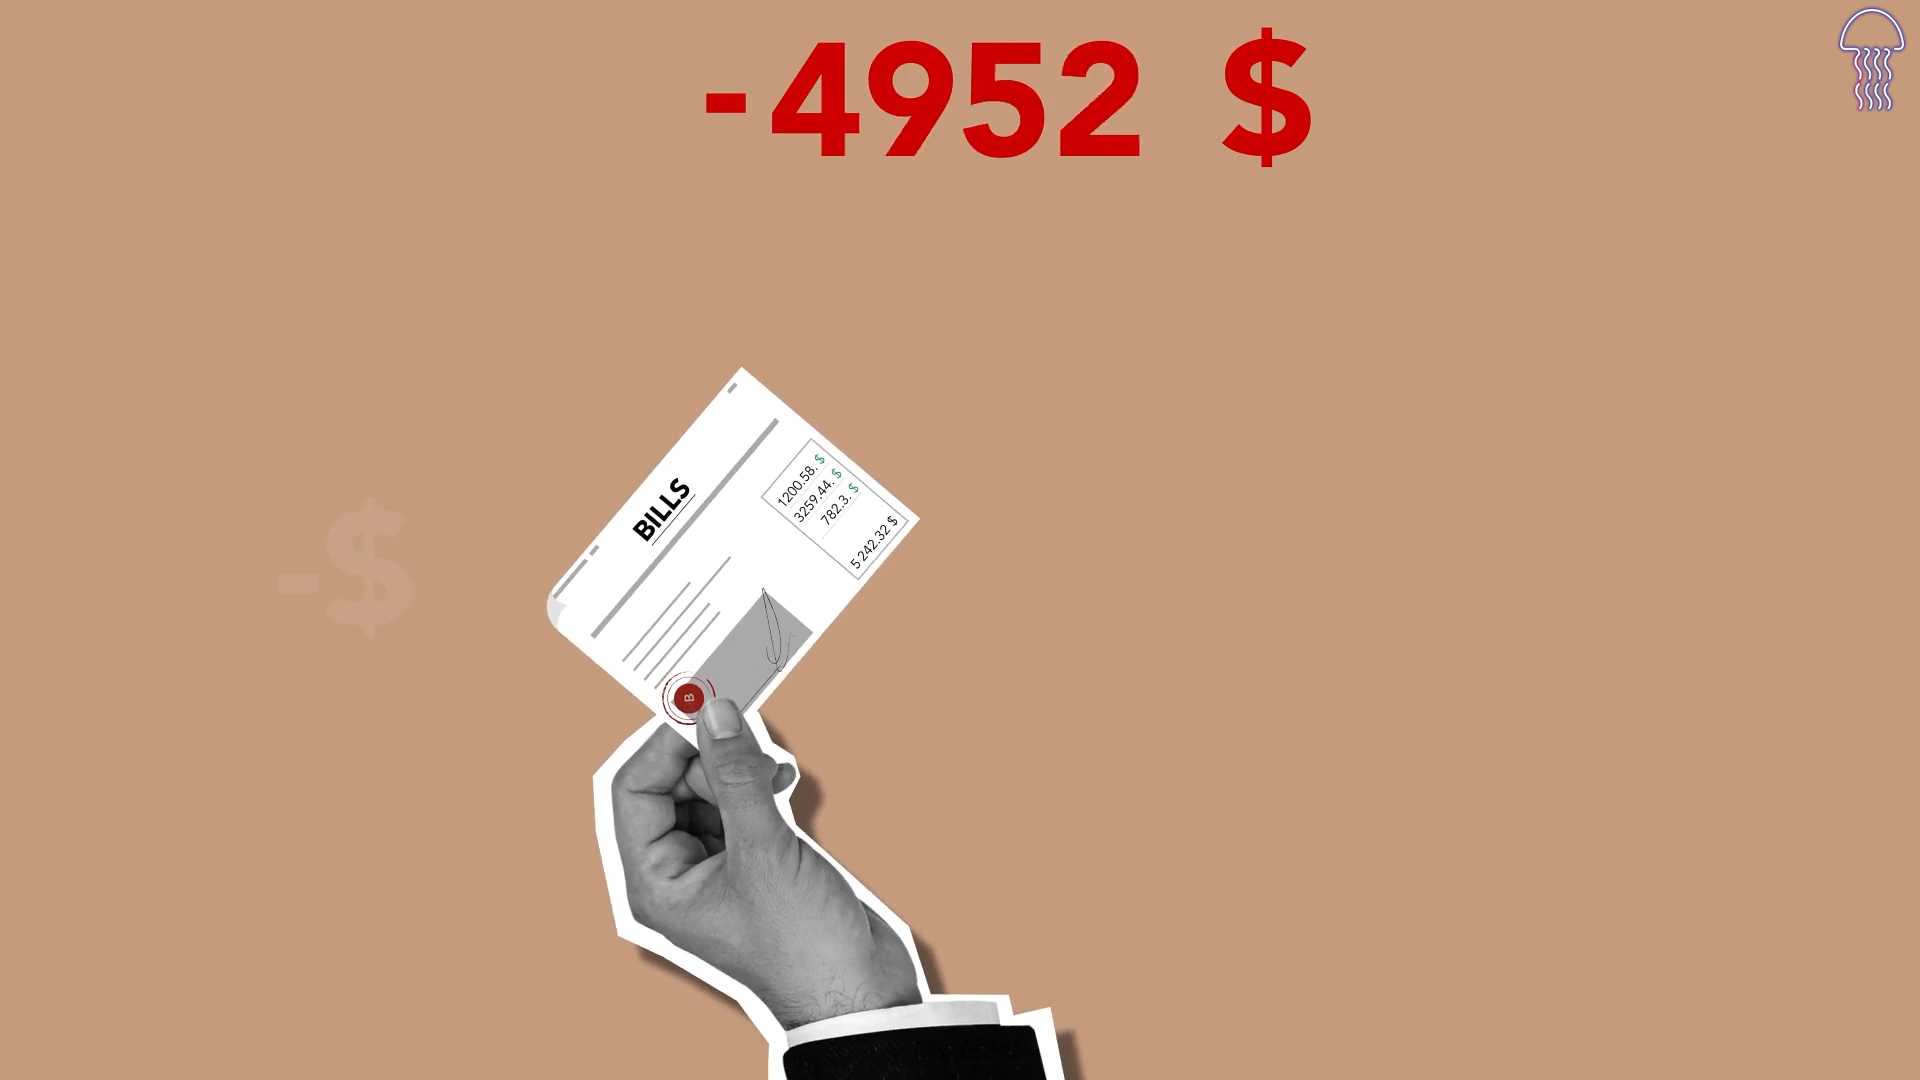 -4952 $
BILLS
1200.58. $
3259.44. $
782.3. $
5 242.32 $
-$
B